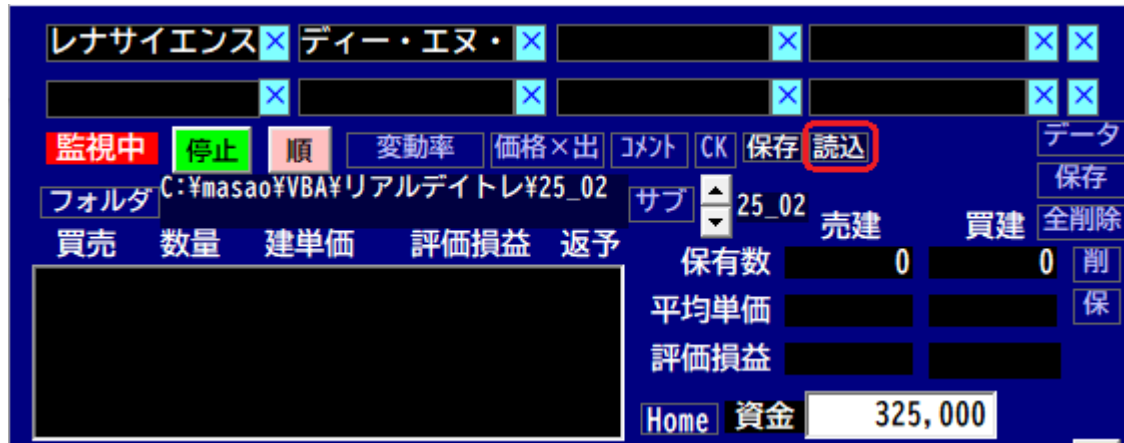 レナサイエンス × ディー・エヌ・ × × × ×
× × × × ×
監視中 停止 順 変動率 価格×出 コメント CK 保存 読込 データ
フォルダ C:¥masao¥VBA¥リアルデイトレ¥25_02 サブ 25_02 保存
買売 数量 建単価 評価損益 返予 売建 買建 全削除
保有数 0 0 削
平均単価 保
評価損益
Home 資金 325,000